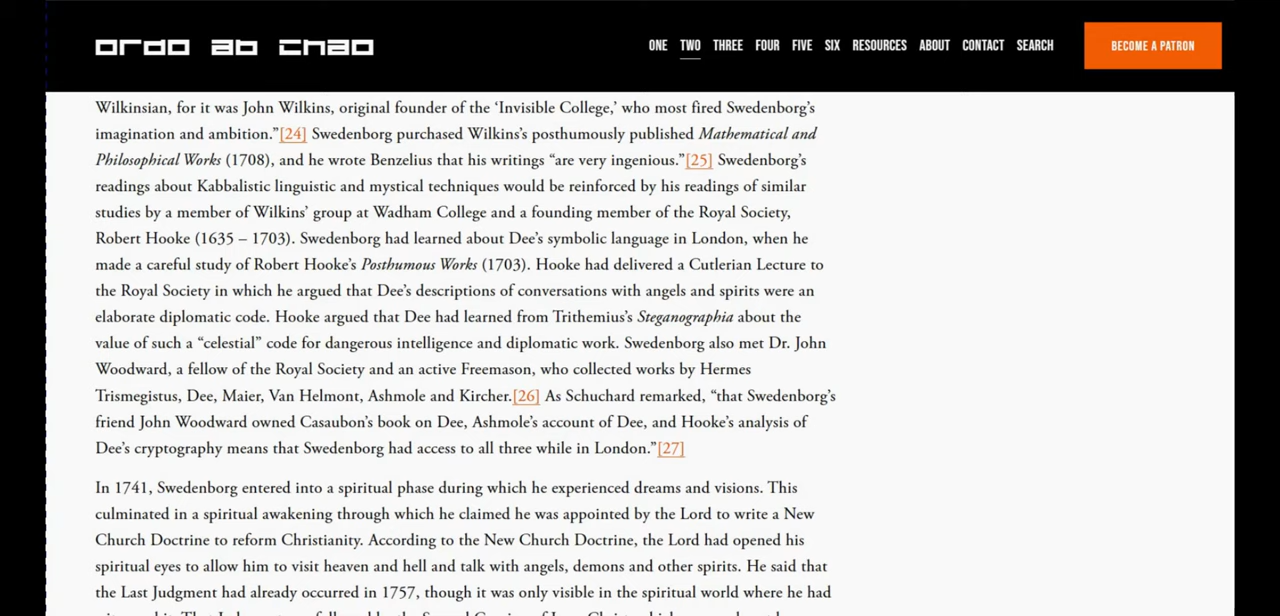 ordo ab chao
ONE TWO THREE FOUR FIVE SIX RESOURCES ABOUT CONTACT SEARCH BECOME A PATRON
Wilkinsian, for it was John Wilkins, original founder of the ‘Invisible College,’ who most fired Swedenborg’s
imagination and ambition.”[24] Swedenborg purchased Wilkins’s posthumously published Mathematical and
Philosophical Works (1708), and he wrote Benzelius that his writings “are very ingenious.”[25] Swedenborg’s
readings about Kabbalistic linguistic and mystical techniques would be reinforced by his readings of similar
studies by a member of Wilkins’ group at Wadham College and a founding member of the Royal Society,
Robert Hooke (1635 – 1703). Swedenborg had learned about Dee’s symbolic language in London, when he
made a careful study of Robert Hooke’s Posthumous Works (1703). Hooke had delivered a Cutlerian Lecture to
the Royal Society in which he argued that Dee’s descriptions of conversations with angels and spirits were an
elaborate diplomatic code. Hooke argued that Dee had learned from Trithemius’s Steganographia about the
value of such a “celestial” code for dangerous intelligence and diplomatic work. Swedenborg also met Dr. John
Woodward, a fellow of the Royal Society and an active Freemason, who collected works by Hermes
Trismegistus, Dee, Maier, Van Helmont, Ashmole and Kircher.[26] As Schuchard remarked, “that Swedenborg’s
friend John Woodward owned Casaubon’s book on Dee, Ashmole’s account of Dee, and Hooke’s analysis of
Dee’s cryptography means that Swedenborg had access to all three while in London.”[27]
In 1741, Swedenborg entered into a spiritual phase during which he experienced dreams and visions. This
culminated in a spiritual awakening through which he claimed he was appointed by the Lord to write a New
Church Doctrine to reform Christianity. According to the New Church Doctrine, the Lord had opened his
spiritual eyes to allow him to visit heaven and hell and talk with angels, demons and other spirits. He said that
the Last Judgment had already occurred in 1757, though it was only visible in the spiritual world where he had